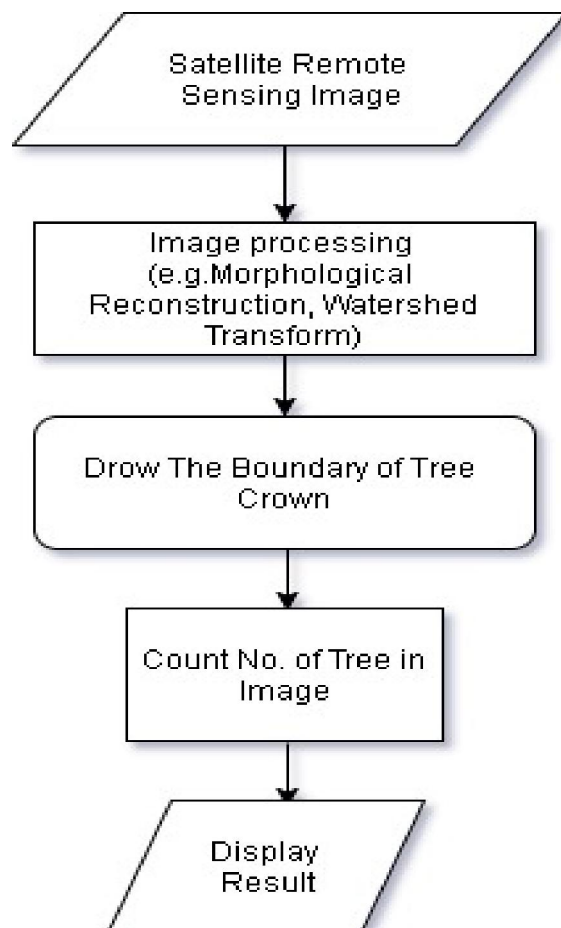 Satellite Remote
Sensing Image
Image processing
(e.g.Morphological
Reconstruction, Watershed
Transform)
Drow The Boundary of Tree
Crown
Count No. of Tree in
Image
Display
Result